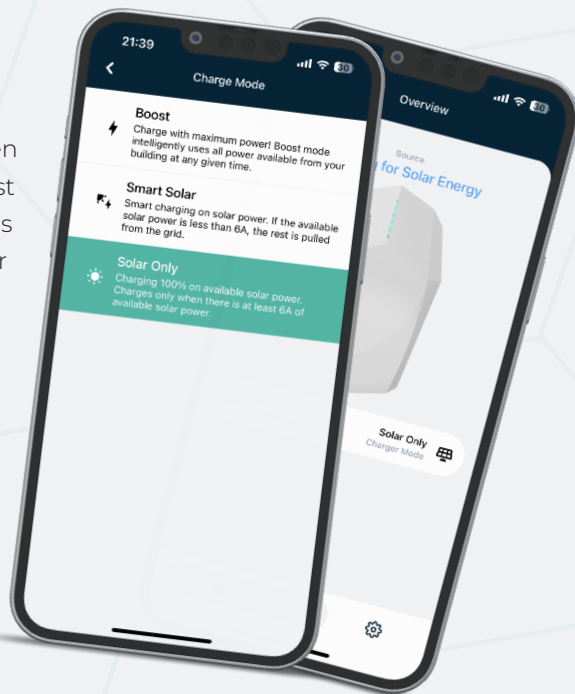 en
st
s
r
21:39
30
Charge Mode
Boost
Charge with maximum power! Boost mode
intelligently uses all power available from your
building at any given time.
Smart Solar
Smart charging on solar power. If the available
solar power is less than 6A, the rest is pulled
from the grid.
Solar Only
Charging 100% on available solar power.
Charges only when there is at least 6A of
available solar power.
30
Overview
Source
for Solar Energy
Solar Only
Charger Mode